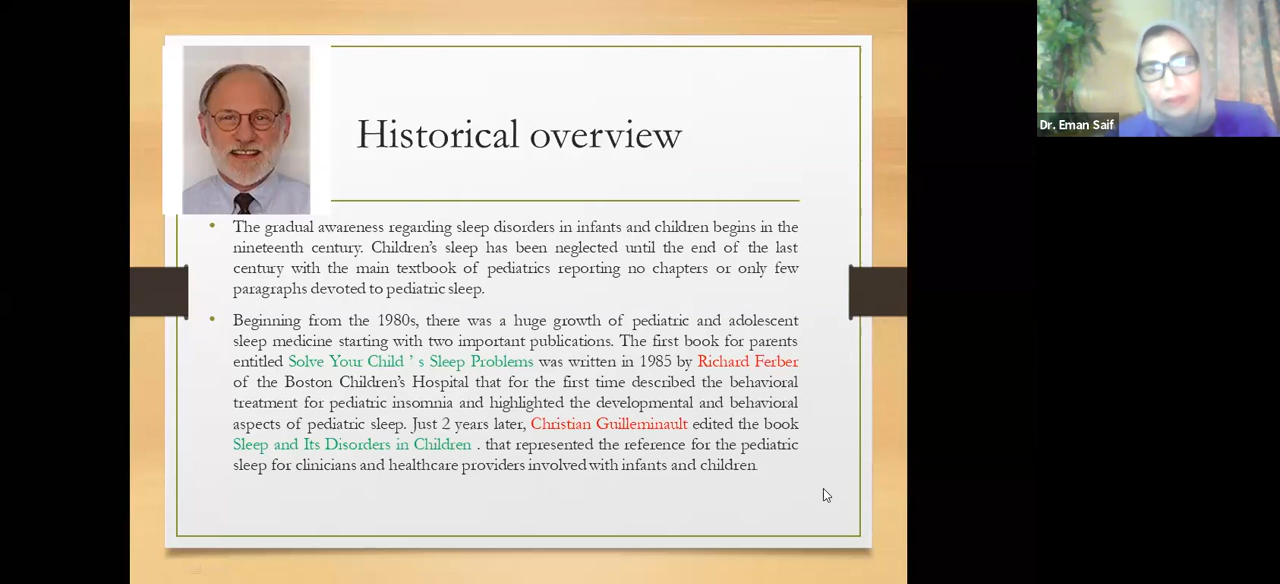 Historical overview
Dr. Eman Saif
• The gradual awareness regarding sleep disorders in infants and children begins in the
nineteenth century. Children's sleep has been neglected until the end of the last
century with the main textbook of pediatrics reporting no chapters or only few
paragraphs devoted to pediatric sleep.
• Beginning from the 1980s, there was a huge growth of pediatric and adolescent
sleep medicine starting with two important publications. The first book for parents
entitled Solve Your Child ’ s Sleep Problems was written in 1985 by Richard Ferber
of the Boston Children's Hospital that for the first time described the behavioral
treatment for pediatric insomnia and highlighted the developmental and behavioral
aspects of pediatric sleep. Just 2 years later, Christian Guilleminault edited the book
Sleep and Its Disorders in Children . that represented the reference for the pediatric
sleep for clinicians and healthcare providers involved with infants and children.